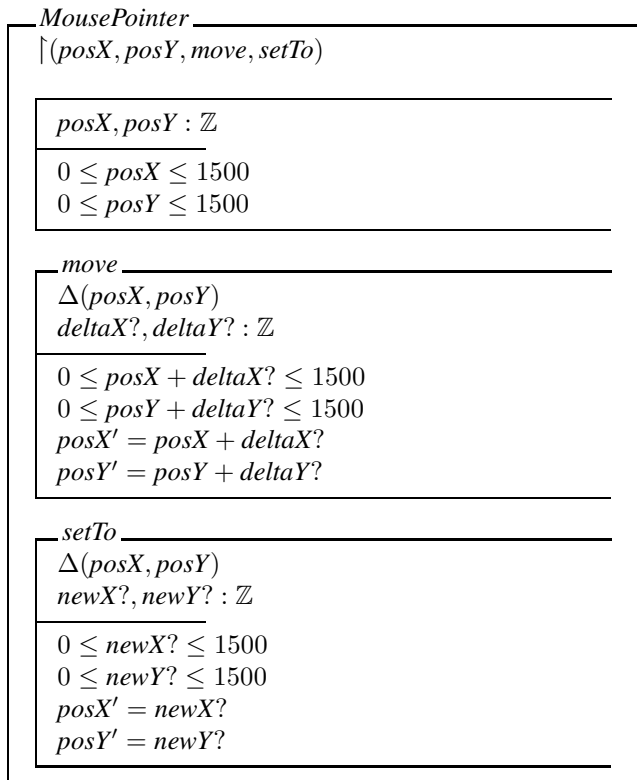 MousePointer
↾(posX, posY, move, setTo)
posX, posY : ℤ
0 ≤ posX ≤ 1500
0 ≤ posY ≤ 1500
move
Δ(posX, posY)
deltaX?, deltaY? : ℤ
0 ≤ posX + deltaX? ≤ 1500
0 ≤ posY + deltaY? ≤ 1500
posX′ = posX + deltaX?
posY′ = posY + deltaY?
setTo
Δ(posX, posY)
newX?, newY? : ℤ
0 ≤ newX? ≤ 1500
0 ≤ newY? ≤ 1500
posX′ = newX?
posY′ = newY?